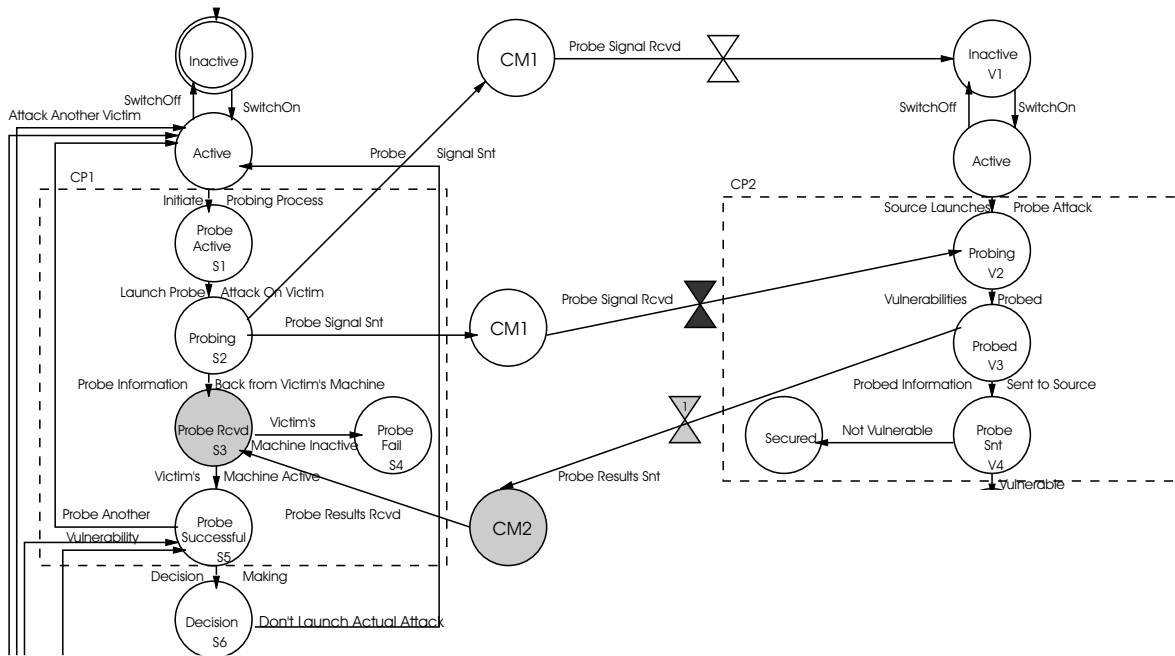 Inactive
SwitchOff
SwitchOn
Attack Another Victim
Active
CP1
Initiate Probing Process
Probe
Active
S1
Launch Probe Attack On Victim
Probing
S2
Probe Information Back from Victim's Machine
Probe Rcvd
S3
Victim's
Machine Inactive
Probe
Fail
S4
Victim's Machine Active
Probe Another
Vulnerability
Probe
Successful
S5
Decision Making
Decision
S6
Don't Launch Actual Attack
CM1
Probe Signal Snt
Probe Signal Rcvd
Probe Signal Snt
CM1
Probe Signal Rcvd
1
Probe Results Snt
CM2
Probe Results Rcvd
Inactive
V1
SwitchOff
SwitchOn
Active
CP2
Source Launches Probe Attack
Probing
V2
Vulnerabilities Probed
Probed
V3
Probed Information Sent to Source
Probe
Snt
V4
Not Vulnerable
Secured
Vulnerable